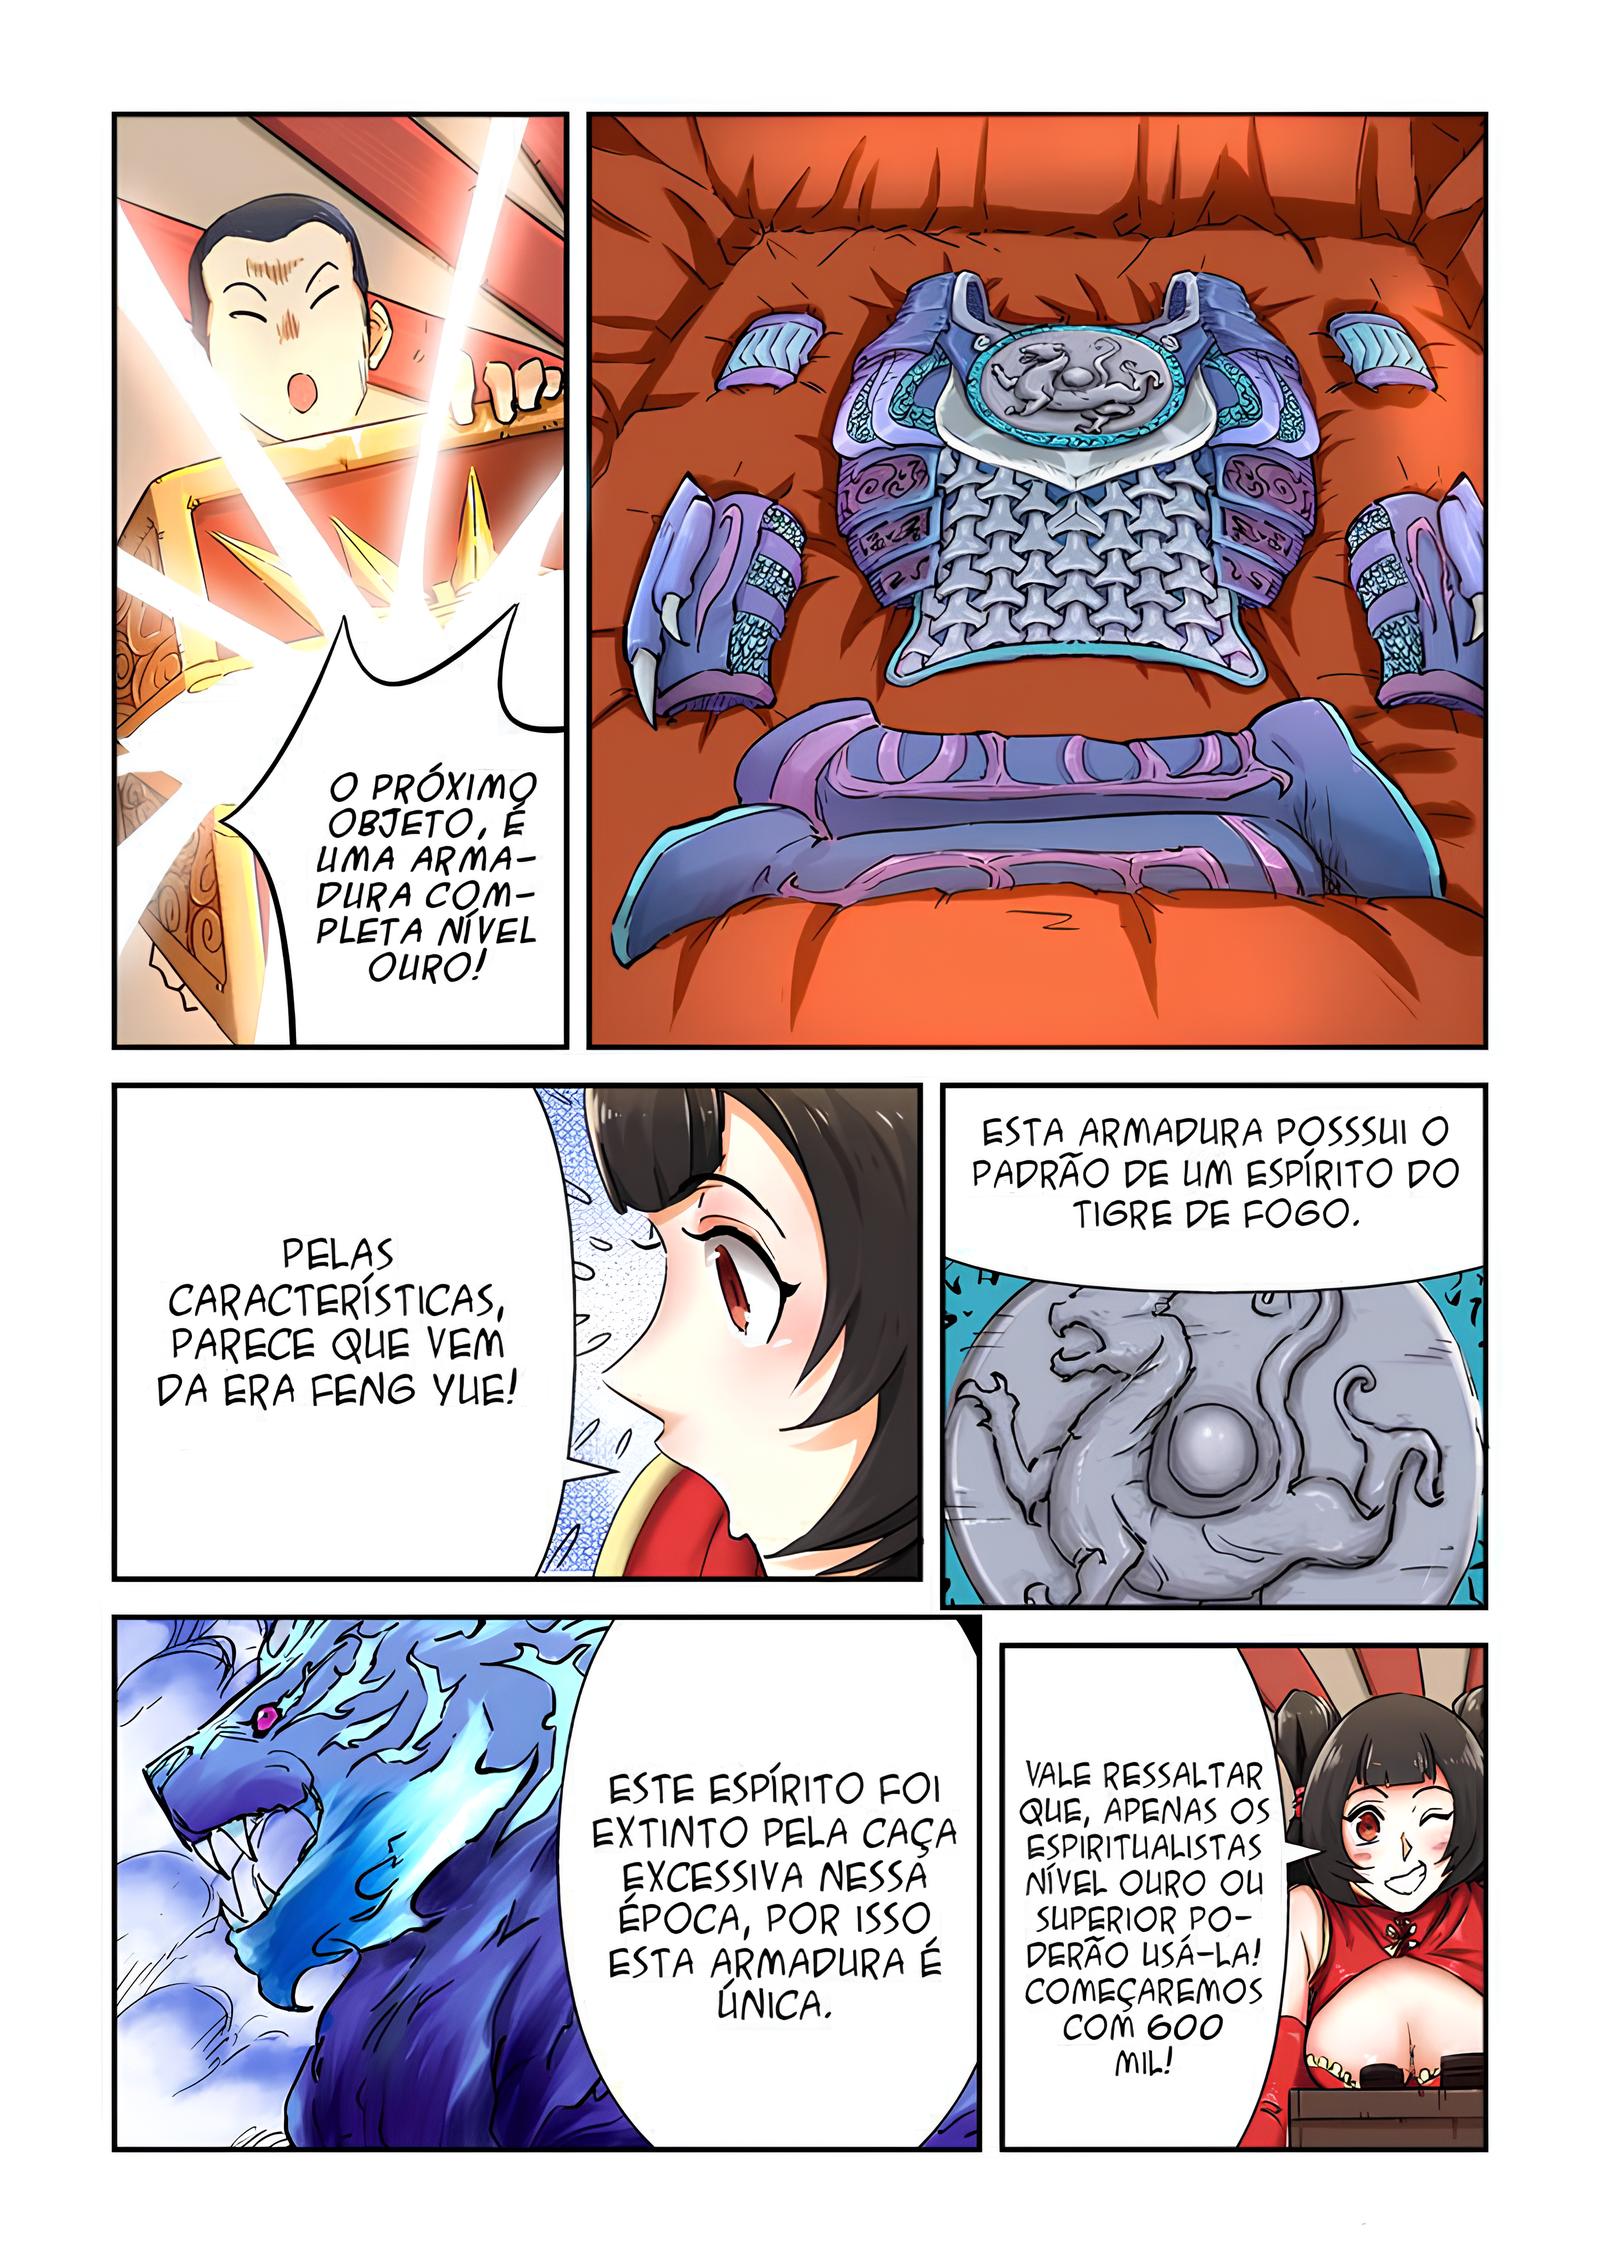 O PRÓXIMO
OBJETO, É
UMA ARMA-
DURA COM-
PLETA NÍVEL
OURO!
PELAS
CARACTERÍSTICAS,
PARECE QUE VEM
DA ERA FENG YUE!
ESTA ARMADURA POSSSUI O
PADRÃO DE UM ESPÍRITO DO
TIGRE DE FOGO.
ESTE ESPÍRITO FOI
EXTINTO PELA CAÇA
EXCESSIVA NESSA
ÉPOCA, POR ISSO
ESTA ARMADURA É
ÚNICA.
VALE RESSALTAR
QUE, APENAS OS
ESPIRITUALISTAS
NÍVEL OURO OU
SUPERIOR PO-
DERÃO USÁ-LA!
COMEÇAREMOS
COM 600
MIL!